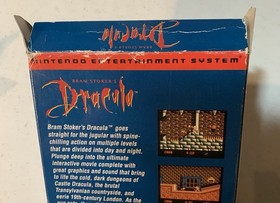 Dracula
NINTENDO ENTERTAINMENT SYSTEM
BRAM STOKER'S
Dracula
Bram Stoker's Dracula™ goes
straight for the jugular with spine-
chilling action on multiple levels
that are divided into day and night.
Plunge deep into the ultimate
interactive movie complete with
great graphics and sound that bring
to life the cold, dark dungeons of
Castle Dracula, the brutal
Transylvanian countryside, and
eerie 19th-century London. As the